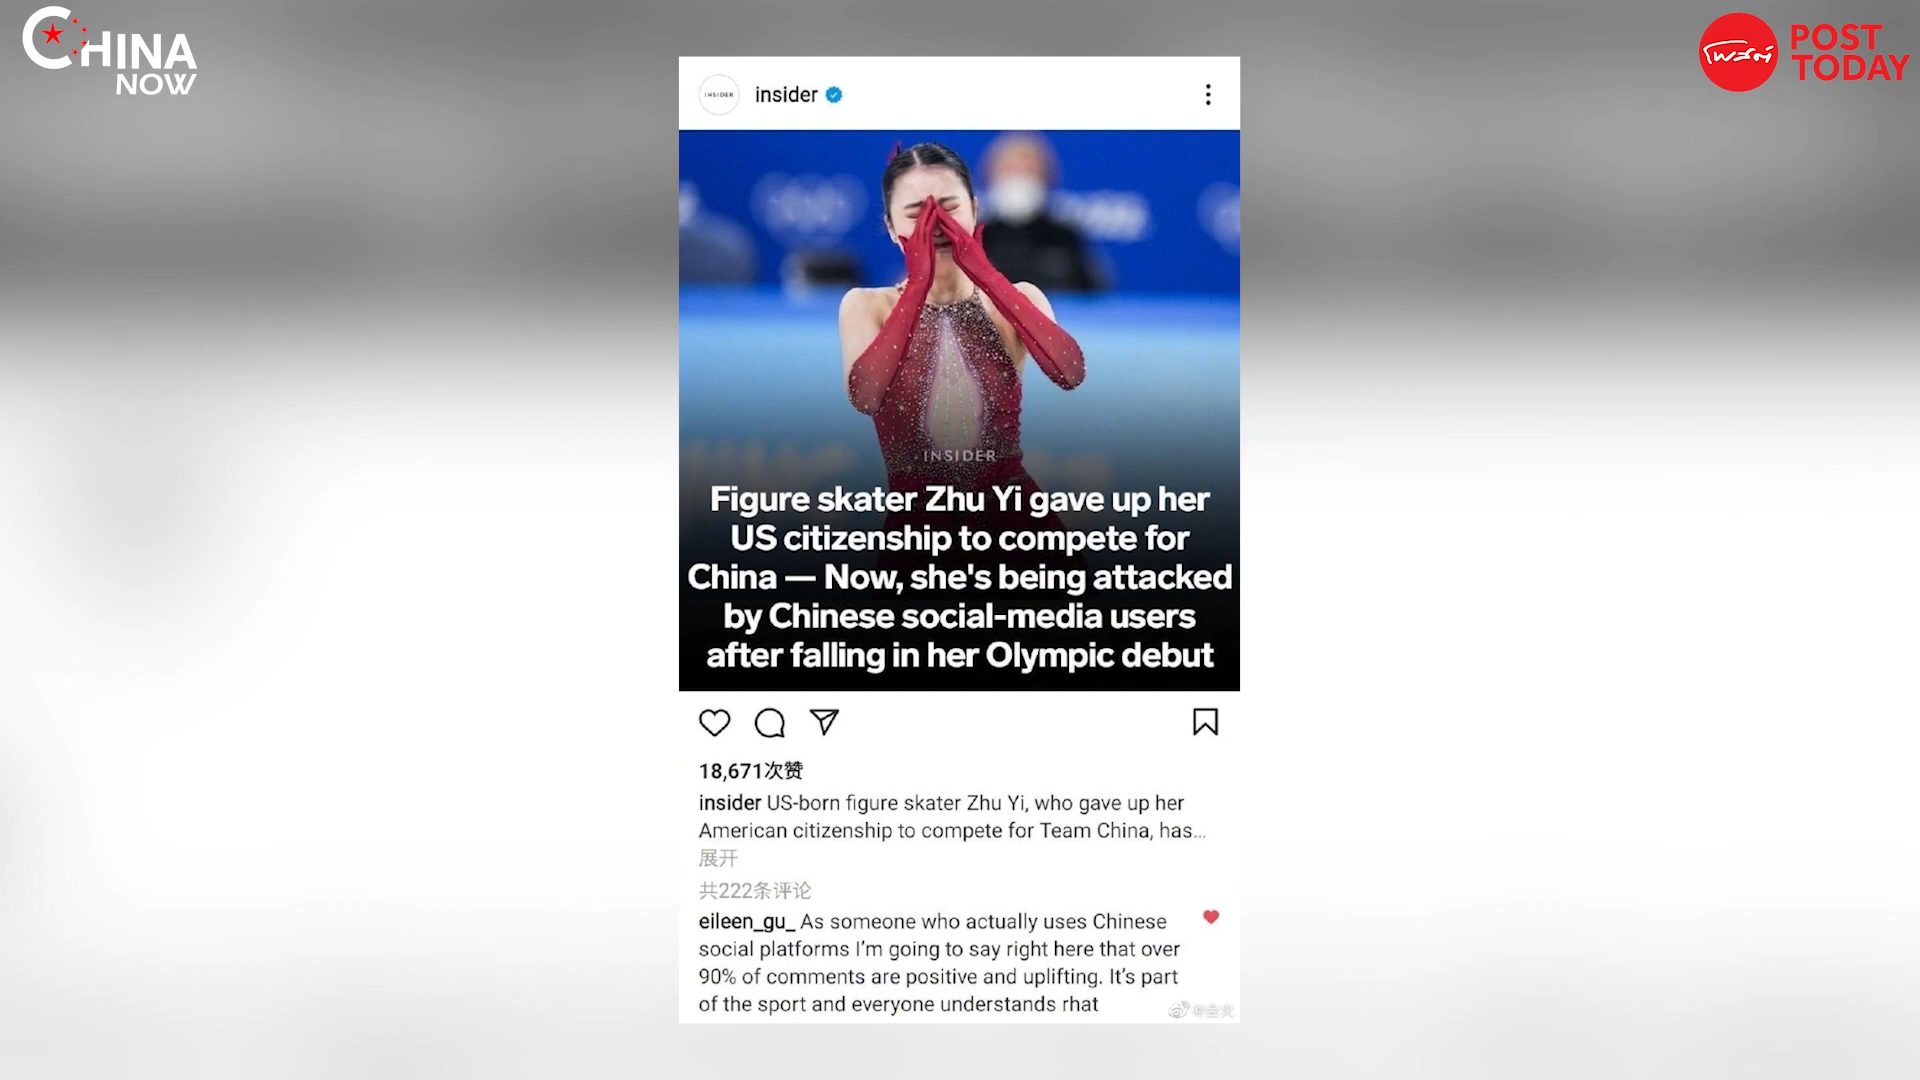 CHINA
NOW
โพสต์
POST
TODAY
INSIDER
insider
INSIDER
Figure skater Zhu Yi gave up her
US citizenship to compete for
China — Now, she's being attacked
by Chinese social-media users
after falling in her Olympic debut
18,671次赞
insider US-born figure skater Zhu Yi, who gave up her
American citizenship to compete for Team China, has...
展开
共222条评论
eileen_gu_ As someone who actually uses Chinese
social platforms I'm going to say right here that over
90% of comments are positive and uplifting. It's part
of the sport and everyone understands rhat